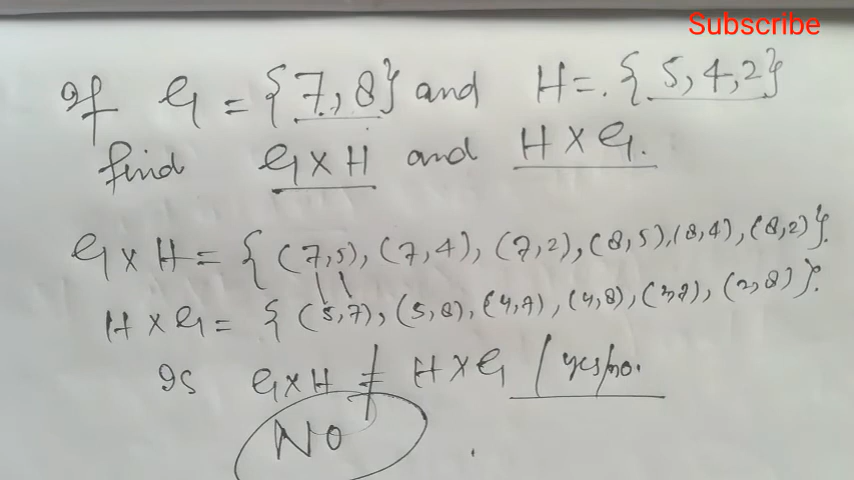 Subscribe
If G = {7, 8} and H = {5, 4, 2}
find G × H and H × G.
G × H = {(7,5), (7,4), (7,2), (8,5), (8,4), (8,2)}.
H × G = {(5,7), (5,8), (4,7), (4,8), (2,7), (2,8)}.
Is G × H ≠ H × G / yes/no.
NO